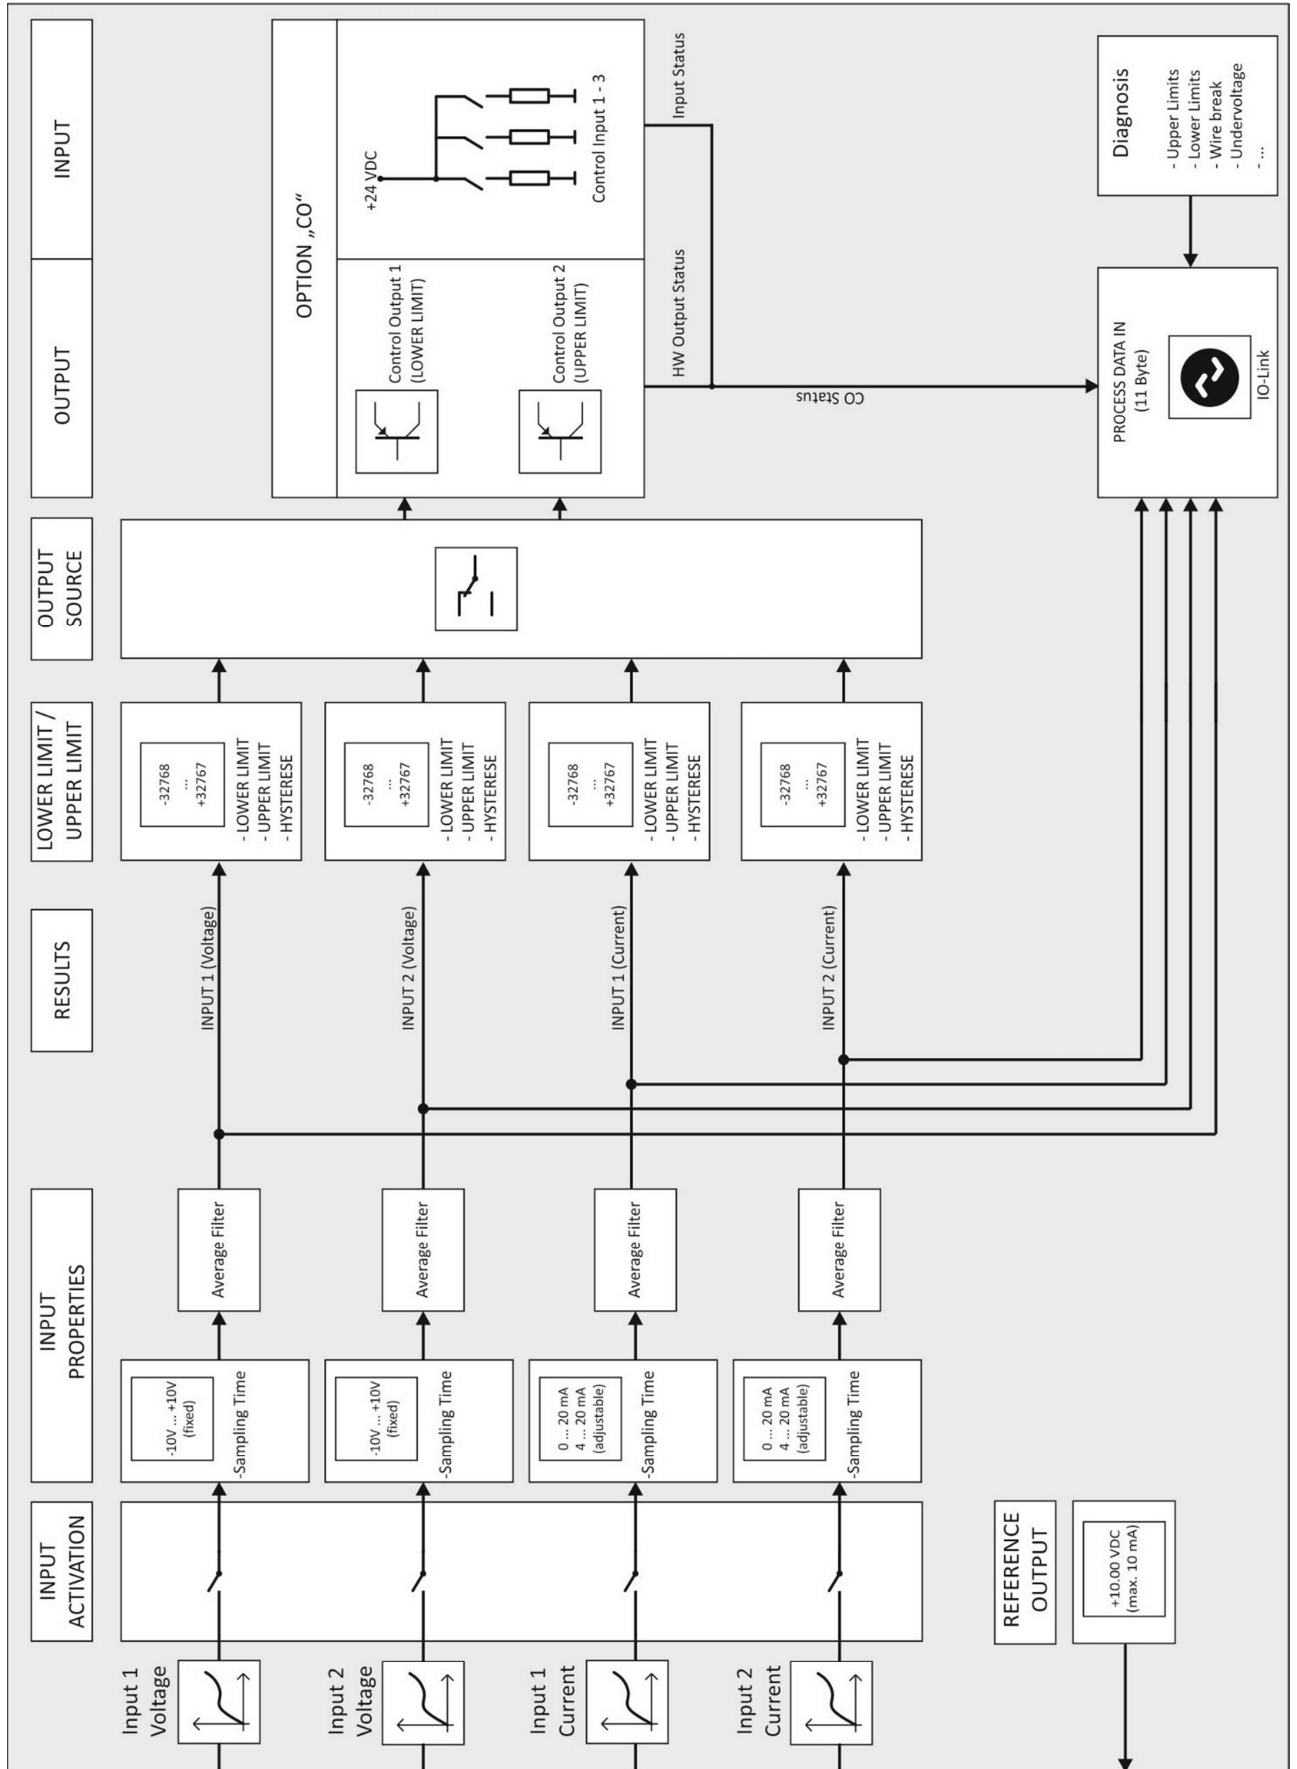 INPUT
ACTIVATION
INPUT
PROPERTIES
RESULTS
LOWER LIMIT /
UPPER LIMIT
OUTPUT
SOURCE
OUTPUT
INPUT
Input 1
Voltage
-10V ... +10V
(fixed)
-Sampling Time
Average Filter
INPUT 1 (Voltage)
-32768
...
+32767
- LOWER LIMIT
- UPPER LIMIT
- HYSTERESE
Input 2
Voltage
-10V ... +10V
(fixed)
-Sampling Time
Average Filter
INPUT 2 (Voltage)
-32768
...
+32767
- LOWER LIMIT
- UPPER LIMIT
- HYSTERESE
Input 1
Current
0 ... 20 mA
4 ... 20 mA
(adjustable)
-Sampling Time
Average Filter
INPUT 1 (Current)
-32768
...
+32767
- LOWER LIMIT
- UPPER LIMIT
- HYSTERESE
Input 2
Current
0 ... 20 mA
4 ... 20 mA
(adjustable)
-Sampling Time
Average Filter
INPUT 2 (Current)
-32768
...
+32767
- LOWER LIMIT
- UPPER LIMIT
- HYSTERESE
OPTION „CO“
Control Output 1
(LOWER LIMIT)
Control Output 2
(UPPER LIMIT)
+24 VDC
Control Input 1 - 3
HW Output Status
Input Status
CO Status
REFERENCE
OUTPUT
+10.00 VDC
(max. 10 mA)
PROCESS DATA IN
(11 Byte)
IO-Link
Diagnosis
- Upper Limits
- Lower Limits
- Wire break
- Undervoltage
- ...